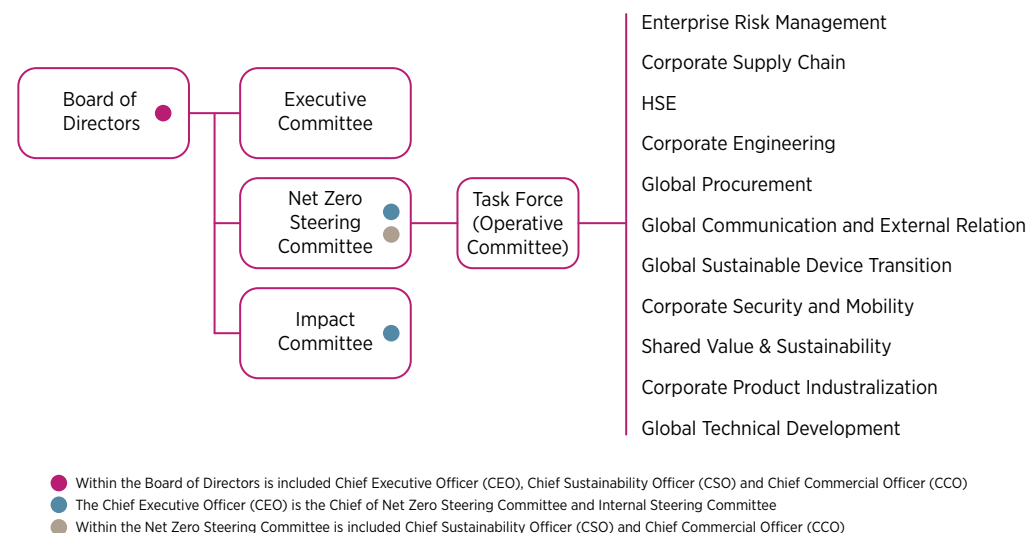 Board of
Directors
Executive
Committee
Net Zero
Steering
Committee
Impact
Committee
Task Force
(Operative
Committee)
Enterprise Risk Management
Corporate Supply Chain
HSE
Corporate Engineering
Global Procurement
Global Communication and External Relation
Global Sustainable Device Transition
Corporate Security and Mobility
Shared Value & Sustainability
Corporate Product Industralization
Global Technical Development
Within the Board of Directors is included Chief Executive Officer (CEO), Chief Sustainability Officer (CSO) and Chief Commercial Officer (CCO)
The Chief Executive Officer (CEO) is the Chief of Net Zero Steering Committee and Internal Steering Committee
Within the Net Zero Steering Committee is included Chief Sustainability Officer (CSO) and Chief Commercial Officer (CCO)